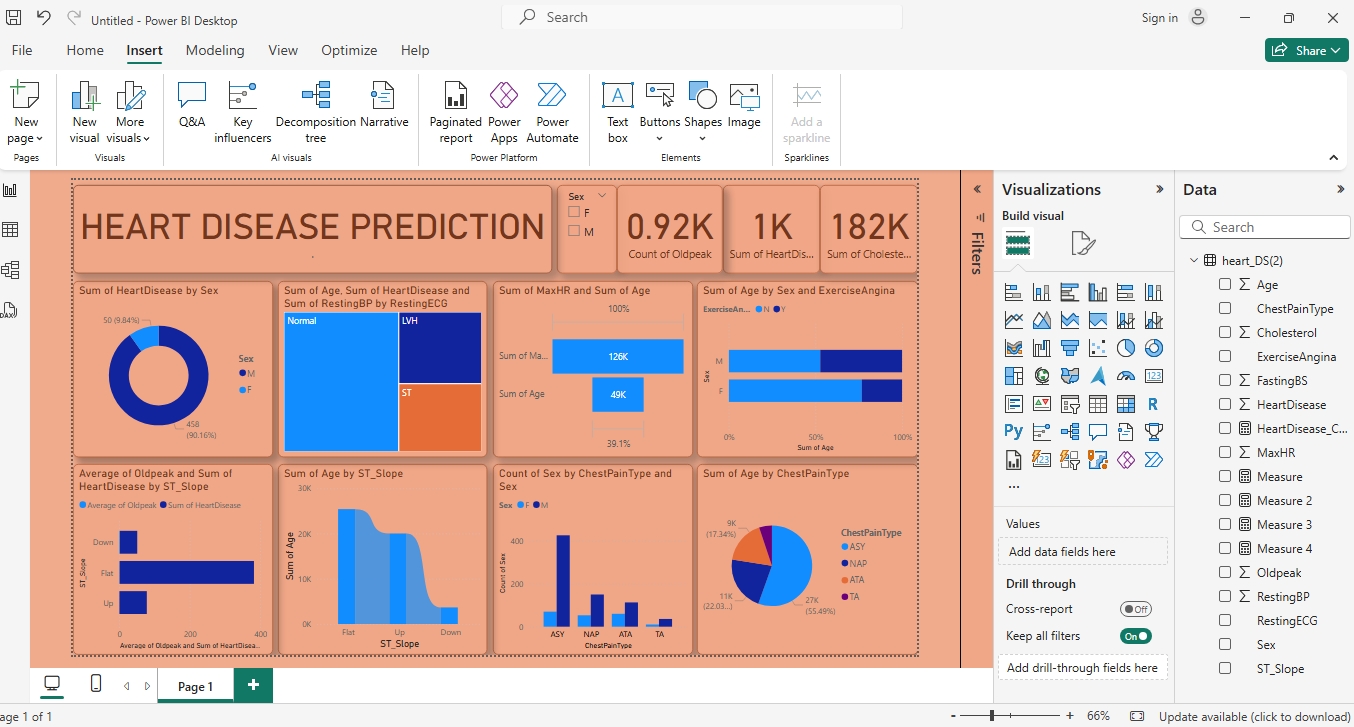 Untitled - Power BI Desktop
Search
Sign in
File
Home
Insert
Modeling
View
Optimize
Help
Share
New page
Pages
New visual
More visuals
Visuals
Q&A
Key influencers
Decomposition tree
Narrative
AI visuals
Paginated report
Power Apps
Power Automate
Power Platform
Text box
Buttons
Shapes
Image
Elements
Add a sparkline
Sparklines
HEART DISEASE PREDICTION
.
Sex
F
M
0.92K
Count of Oldpeak
1K
Sum of HeartDis...
182K
Sum of Choleste...
Sum of HeartDisease by Sex
50 (9.84%)
458
(90.16%)
Sex
M
F
Sum of Age, Sum of HeartDisease and
Sum of RestingBP by RestingECG
Normal
LVH
ST
Sum of MaxHR and Sum of Age
100%
Sum of Ma...
126K
Sum of Age
49K
39.1%
Sum of Age by Sex and ExerciseAngina
ExerciseAn...
N
Y
Sex
M
F
0%
50%
100%
Sum of Age
Average of Oldpeak and Sum of
HeartDisease by ST_Slope
Average of Oldpeak
Sum of HeartDisease
ST_Slope
Down
Flat
Up
0
200
400
Average of Oldpeak and Sum of HeartDisea...
Sum of Age by ST_Slope
Sum of Age
30K
20K
10K
0K
Flat
Up
Down
ST_Slope
Count of Sex by ChestPainType and
Sex
Sex
F
M
Count of Sex
400
200
0
ASY
NAP
ATA
TA
ChestPainType
Sum of Age by ChestPainType
9K
(17.34%)
11K
(22.03...)
27K
(55.49%)
ChestPainType
ASY
NAP
ATA
TA
Filters
Visualizations
Build visual
123
R
Py
123
...
Values
Add data fields here
Drill through
Cross-report
Off
Keep all filters
On
Add drill-through fields here
Data
Search
heart_DS(2)
Age
ChestPainType
Cholesterol
ExerciseAngina
FastingBS
HeartDisease
HeartDisease_C...
MaxHR
Measure
Measure 2
Measure 3
Measure 4
Oldpeak
RestingBP
RestingECG
Sex
ST_Slope
DAX
Page 1
+
age 1 of 1
-
+
66%
Update available (click to download)